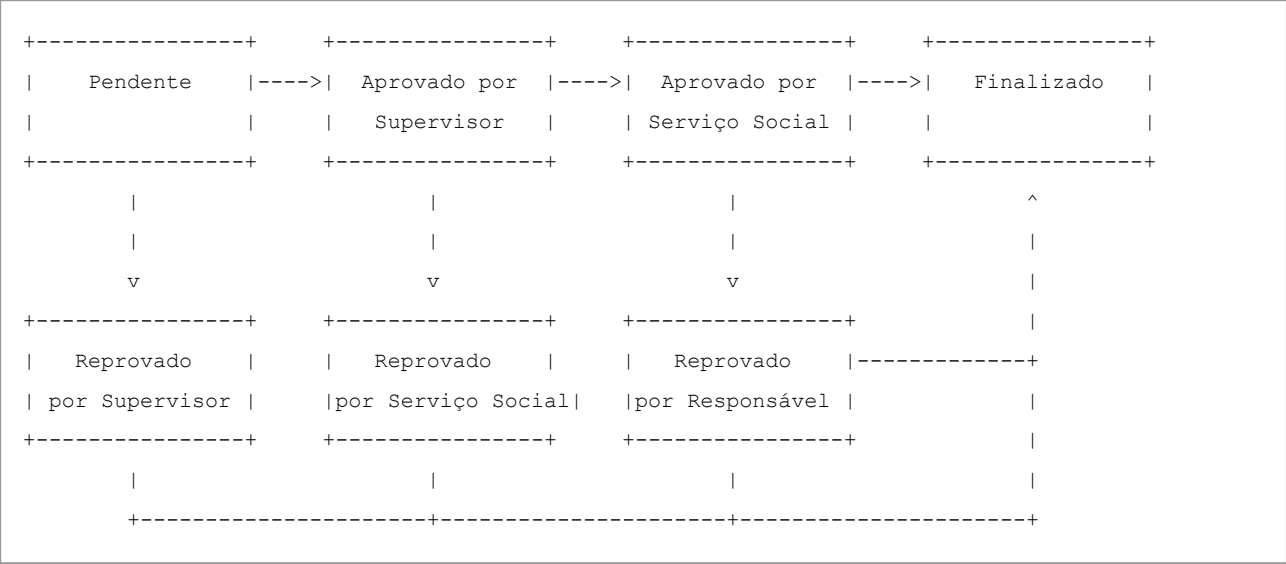 +----------------+     +---------------+     +---------------+     +---------------+
|    Pendente    |---->|  Aprovado por  |---->|  Aprovado por  |---->|   Finalizado   |
|                |     |   Supervisor   |     | Serviço Social |     |                |
+----------------+     +---------------+     +---------------+     +---------------+
        |                      |                      |                      ^
        |                      |                      |                      |
        v                      v                      v                      |
+----------------+     +---------------+     +---------------+             |
|   Reprovado    |     |   Reprovado    |     |   Reprovado    |-------------+
| por Supervisor |     |por Serviço Social|   |por Responsável |             |
+----------------+     +---------------+     +---------------+             |
        |                      |                      |                      |
        +----------------------+----------------------+----------------------+